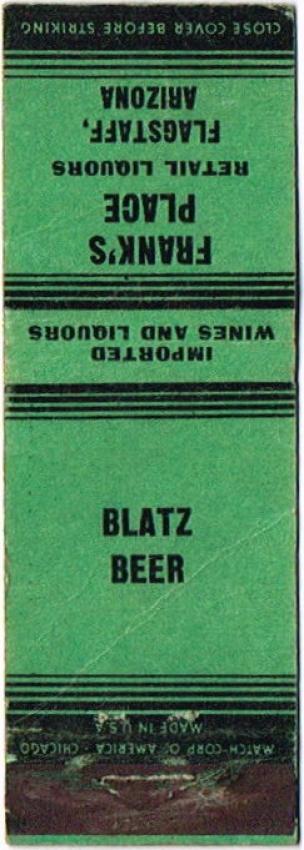 CLOSE COVER BEFORE STRIKING
FRANK'S
PLACE
RETAIL LIQUORS
FLAGSTAFF,
ARIZONA
IMPORTED
WINES AND LIQUORS
BLATZ
BEER
MATCH CORP. OF AMERICA - CHICAGO
MADE IN U.S.A